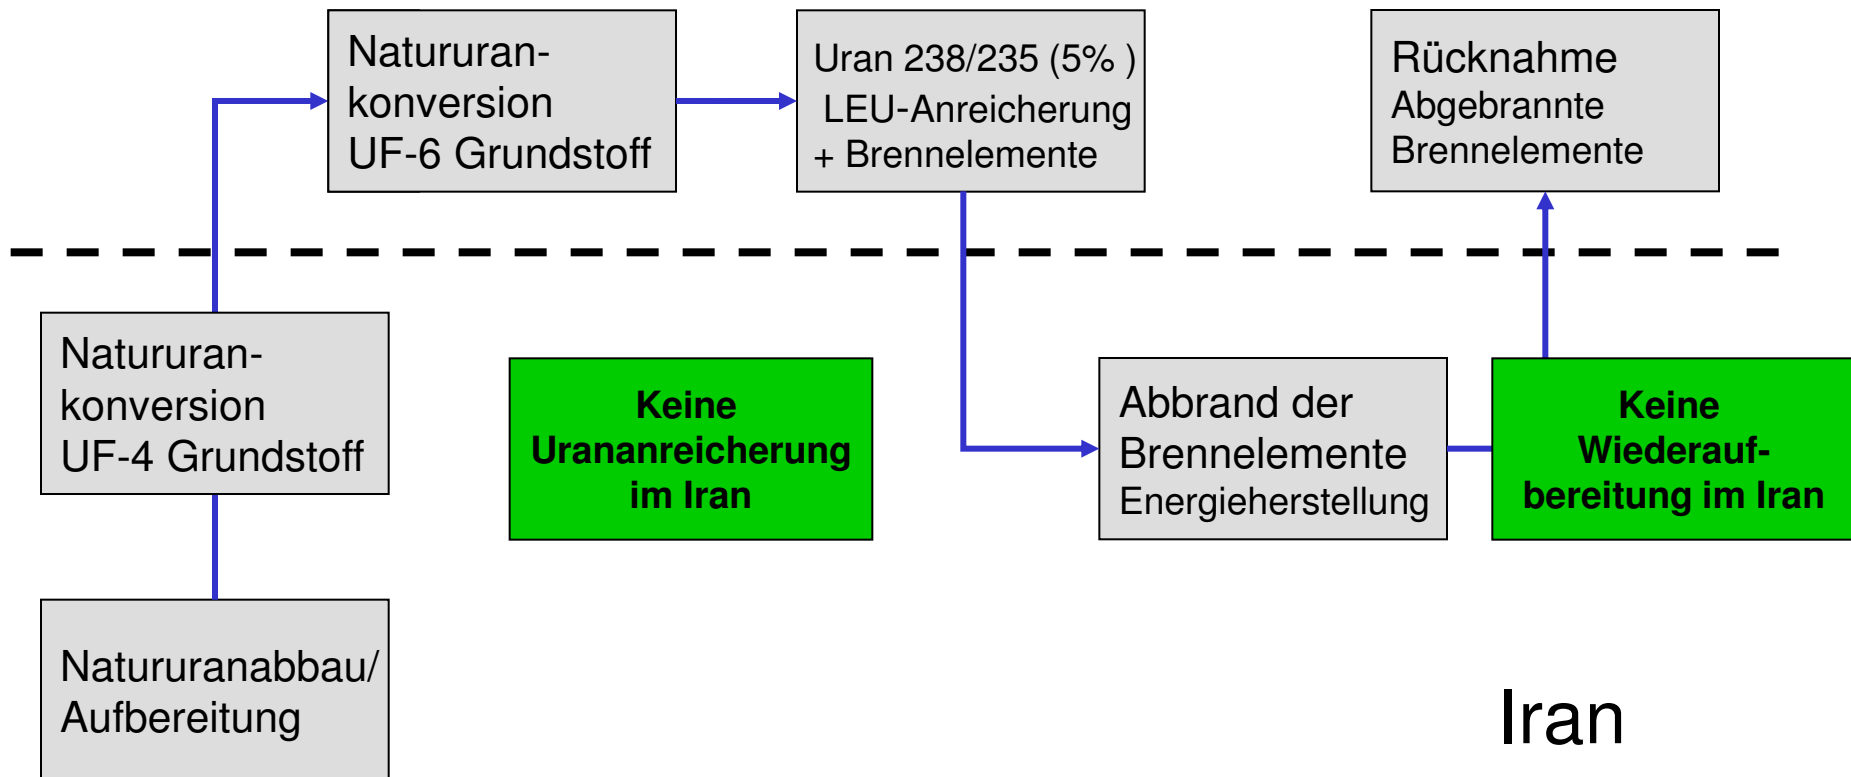 Natururan-
konversion
UF-6 Grundstoff
Uran 238/235 (5% )
LEU-Anreicherung
+ Brennelemente
Rücknahme
Abgebrannte
Brennelemente
Natururan-
konversion
UF-4 Grundstoff
Keine
Urananreicherung
im Iran
Abbrand der
Brennelemente
Energieherstellung
Keine
Wiederauf-
bereitung im Iran
Natururanabbau/
Aufbereitung
Iran